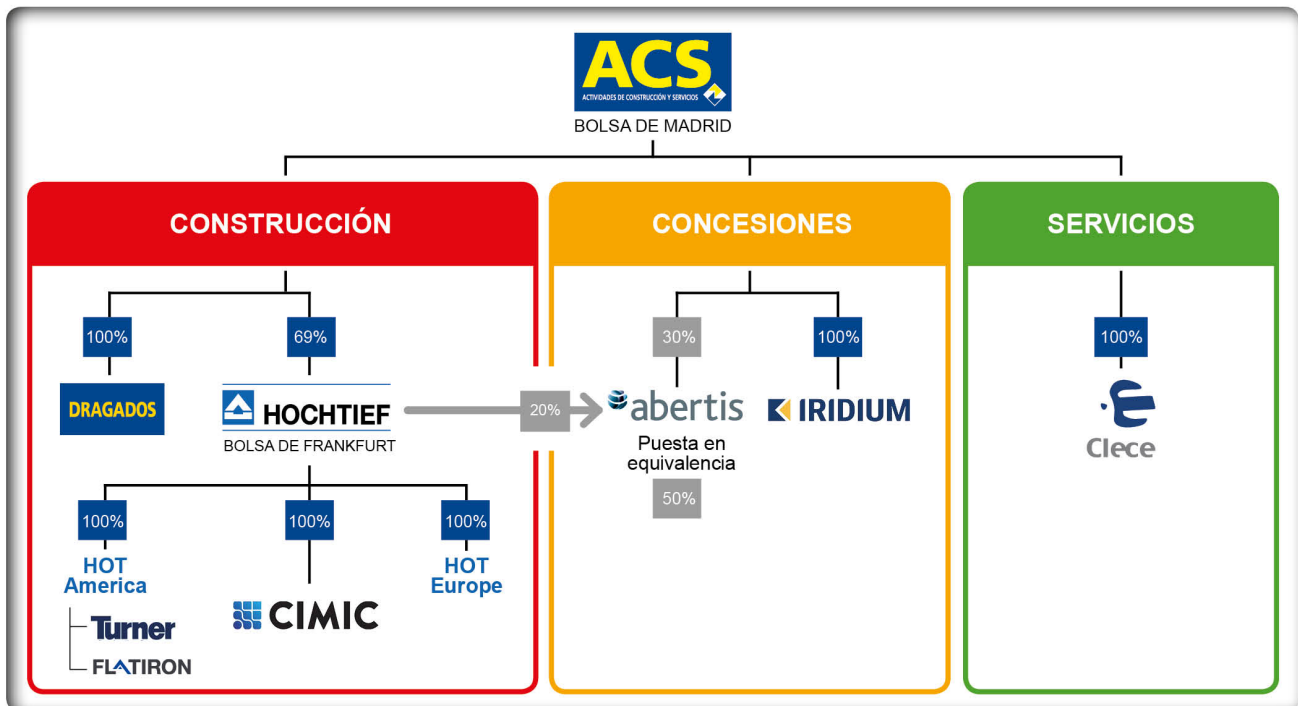 ACS
ACTIVIDADES DE CONSTRUCCIÓN Y SERVICIOS
BOLSA DE MADRID
CONSTRUCCIÓN
100%
69%
DRAGADOS
HOCHTIEF
BOLSA DE FRANKFURT
20%
100%
100%
100%
HOT
America
Turner
FLATIRON
CIMIC
HOT
Europe
CONCESIONES
30%
100%
abertis
Puesta en
equivalencia
50%
IRIDIUM
SERVICIOS
100%
Clece